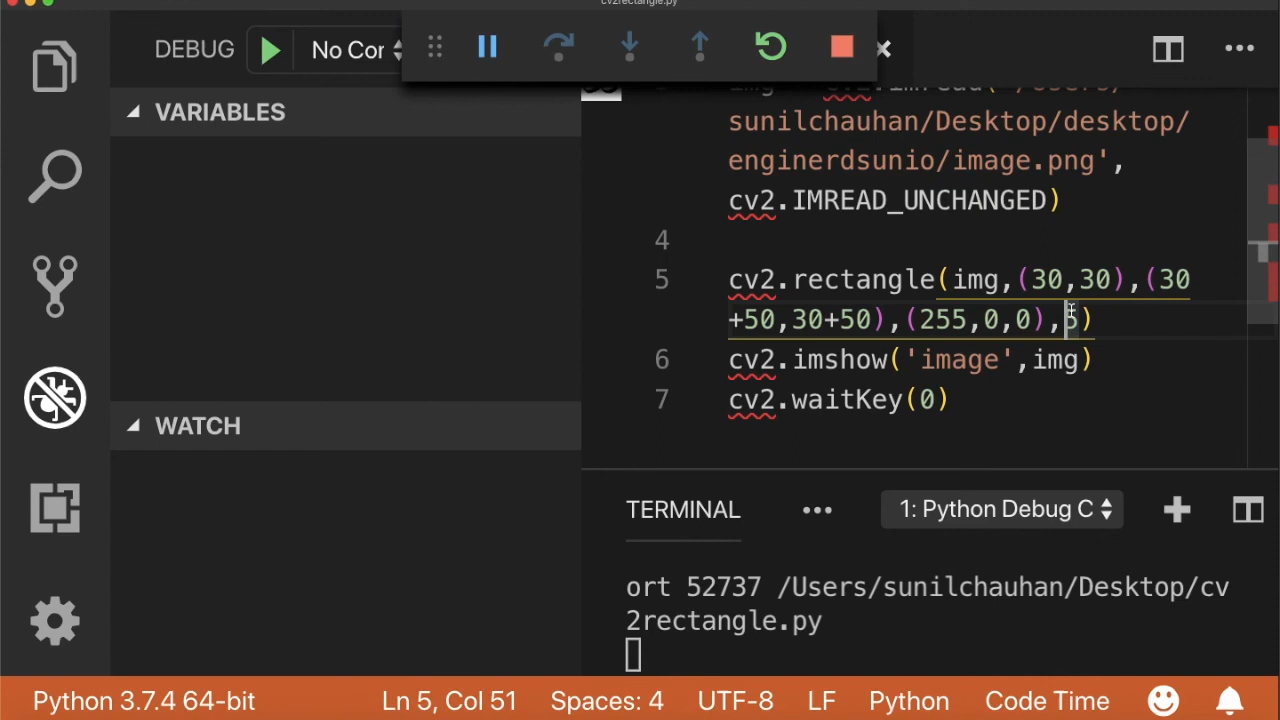 cv2rectangle.py
DEBUG No Cor
VARIABLES
sunilchauhan/Desktop/desktop/
enginerdsunio/image.png',
cv2.IMREAD_UNCHANGED)
4
5 cv2.rectangle(img,(30,30),(30
+50,30+50),(255,0,0),5)
6 cv2.imshow('image',img)
7 cv2.waitKey(0)
WATCH
TERMINAL 1: Python Debug C
ort 52737 /Users/sunilchauhan/Desktop/cv
2rectangle.py
Python 3.7.4 64-bit Ln 5, Col 51 Spaces: 4 UTF-8 LF Python Code Time